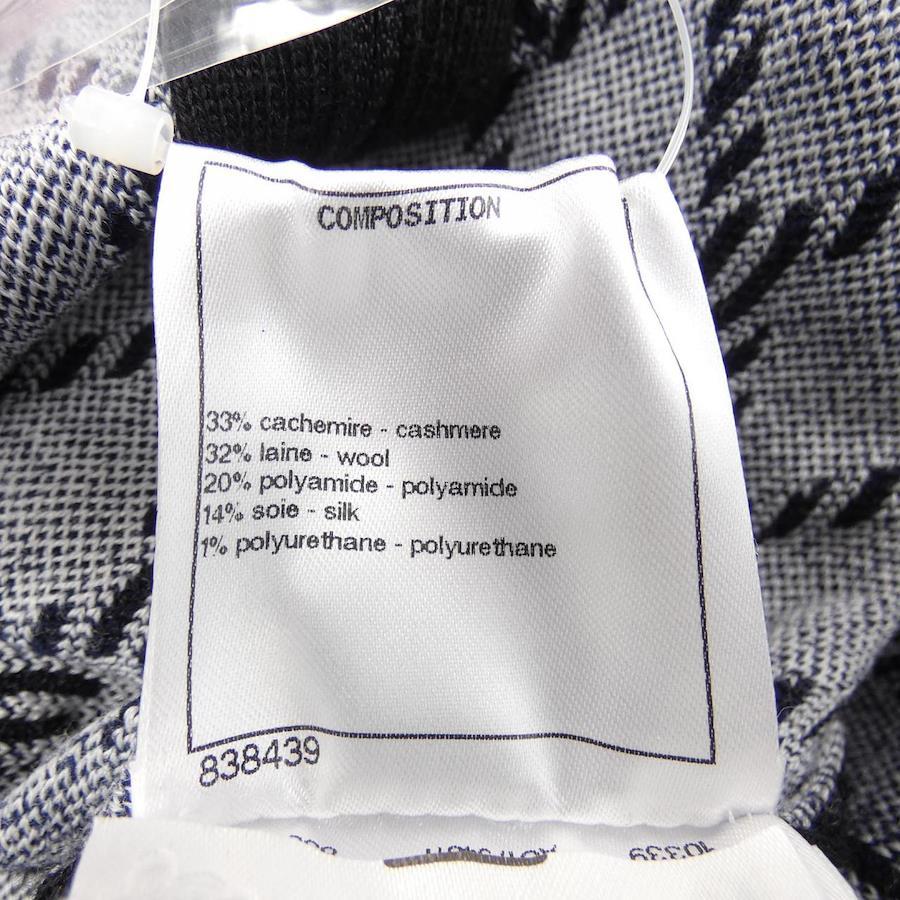 COMPOSITION
33% cachemire - cashmere
32% laine - wool
20% polyamide - polyamide
14% soie - silk
1% polyurethane - polyurethane
838439